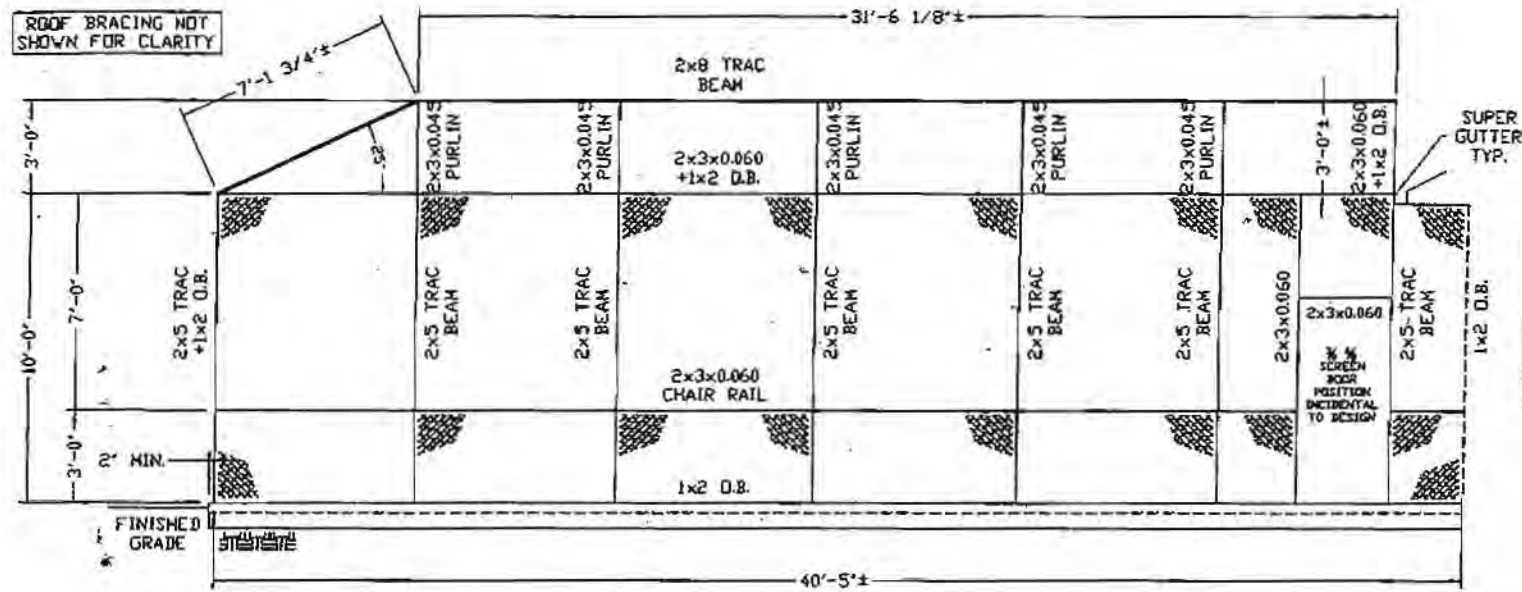 ROOF BRACING NOT
SHOWN FOR CLARITY
31'-6 1/8"±
7'-1 3/4"±
2x8 TRAC
BEAM
3'-0"
25°
2x3x0.045
PURLIN
2x3x0.045
PURLIN
2x3x0.060
+1x2 O.B.
2x3x0.045
PURLIN
2x3x0.045
PURLIN
2x3x0.045
PURLIN
3'-0"±
2x3x0.060
+1x2 O.B.
SUPER
GUTTER
TYP.
10'-0"
7'-0"
2x5 TRAC
+1x2 O.B.
2x5 TRAC
BEAM
2x5 TRAC
BEAM
2x5 TRAC
BEAM
2x5 TRAC
BEAM
2x5 TRAC
BEAM
2x3x0.060
2x3x0.060
2x5 TRAC
BEAM
1x2 O.B.
2x3x0.060
CHAIR RAIL
SCREEN
DOOR
POSITION
INCIDENTAL
TO DESIGN
3'-0"
2" MIN.
1x2 O.B.
FINISHED
GRADE
40'-5"±